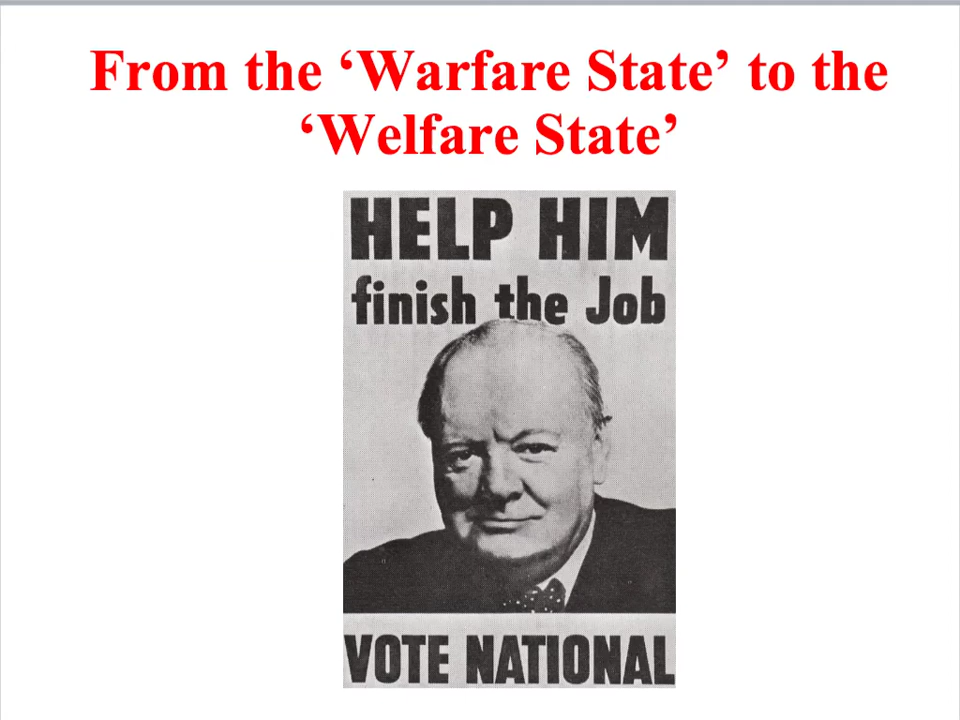 From the ‘Warfare State’ to the
‘Welfare State’
HELP HIM
finish the Job
VOTE NATIONAL